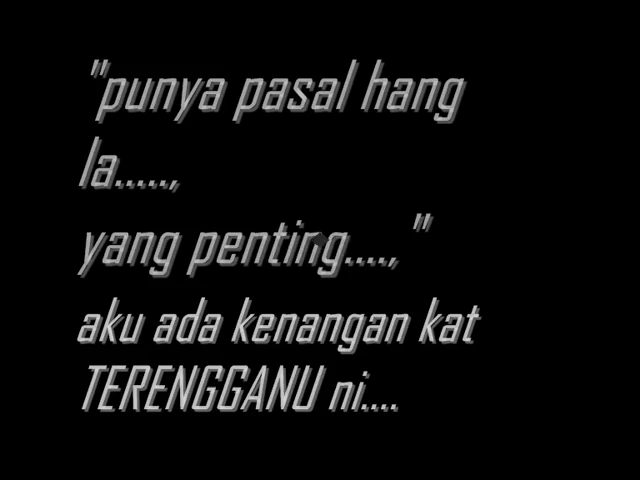 "punya pasal hang
la.....,
yang penting....,"
aku ada kenangan kat
TERENGGANU ni....